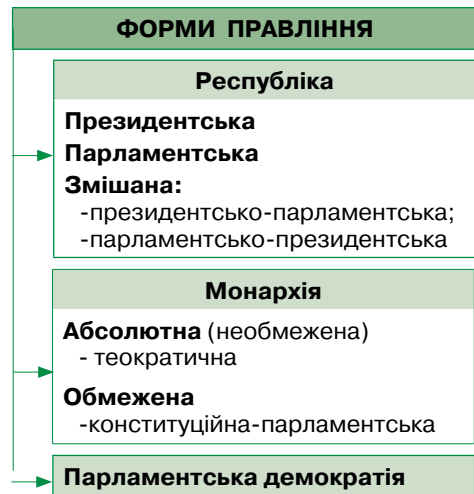 ФОРМИ ПРАВЛІННЯ
Республіка
Президентська
Парламентська
Змішана:
-президентсько-парламентська;
-парламентсько-президентська
Монархія
Абсолютна (необмежена)
- теократична
Обмежена
-конституційна-парламентська
Парламентська демократія